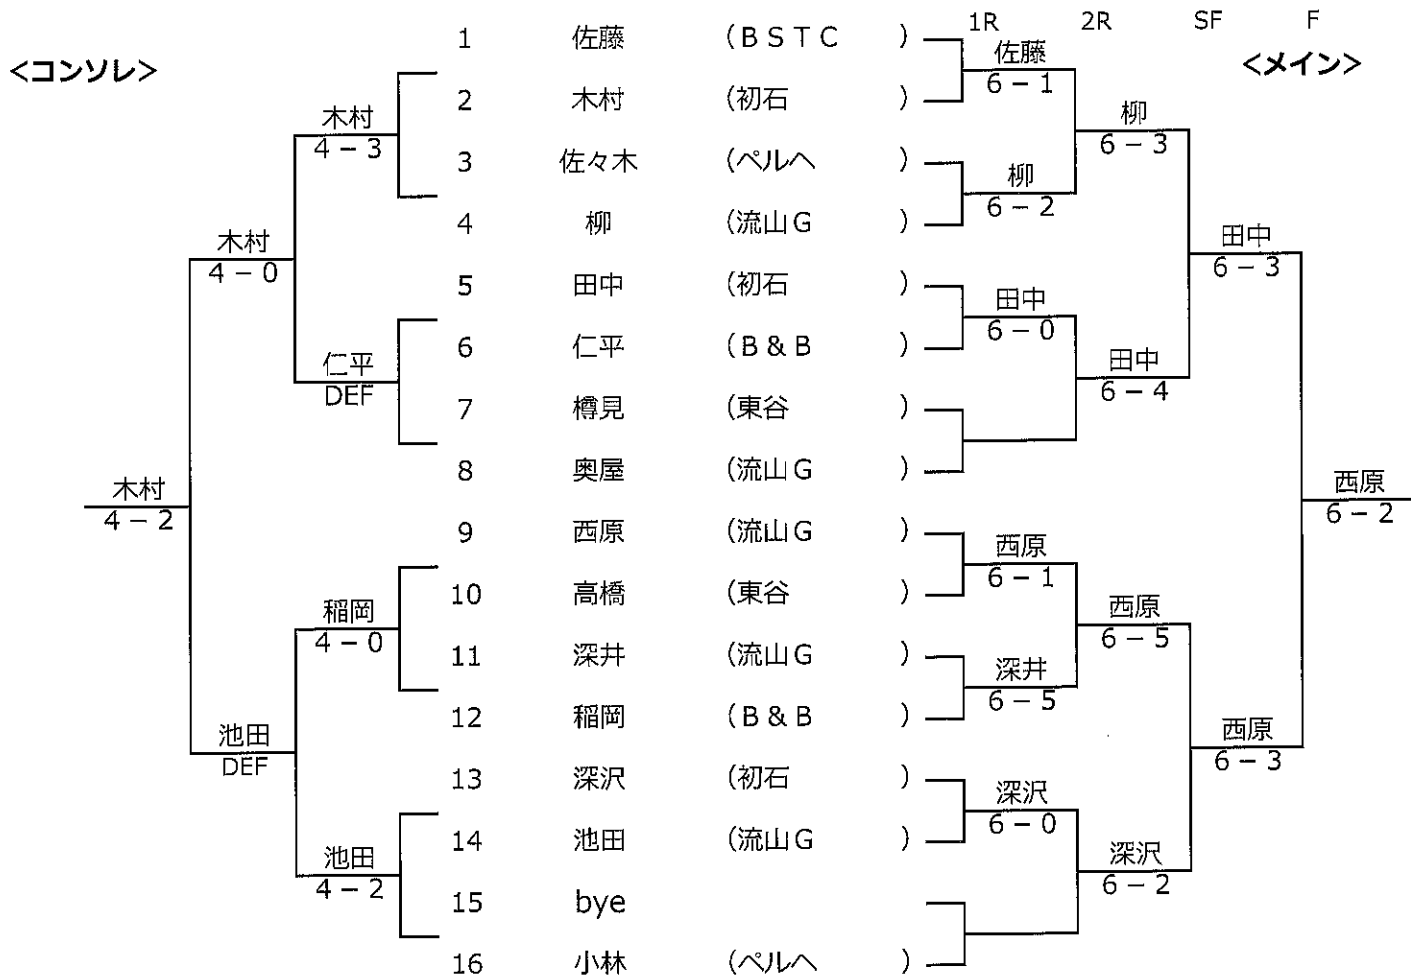 1R 2R SF F
<コンソレ>
<メイン>
1 佐藤 (ＢＳＴＣ )
2 木村 (初石 )
3 佐々木 (ペルヘ )
4 柳 (流山Ｇ )
5 田中 (初石 )
6 仁平 (Ｂ＆Ｂ )
7 樽見 (東谷 )
8 奥屋 (流山Ｇ )
9 西原 (流山Ｇ )
10 高橋 (東谷 )
11 深井 (流山Ｇ )
12 稲岡 (Ｂ＆Ｂ )
13 深沢 (初石 )
14 池田 (流山Ｇ )
15 bye
16 小林 (ペルヘ )
木村
4－3
仁平
DEF
稲岡
4－0
池田
4－2
木村
4－0
池田
DEF
木村
4－2
佐藤
6－1
柳
6－2
田中
6－0
西原
6－1
深井
6－5
深沢
6－0
柳
6－3
田中
6－4
西原
6－5
深沢
6－2
田中
6－3
西原
6－3
西原
6－2